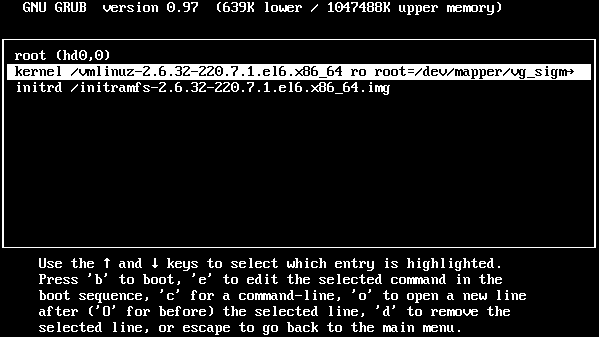 GNU GRUB  version 0.97  (639K lower / 1047488K upper memory)
root (hd0,0)
kernel /vmlinuz-2.6.32-220.7.1.el6.x86_64 ro root=/dev/mapper/vg_sigm→
initrd /initramfs-2.6.32-220.7.1.el6.x86_64.img
Use the ↑ and ↓ keys to select which entry is highlighted.
Press 'b' to boot, 'e' to edit the selected command in the
boot sequence, 'c' for a command-line, 'o' to open a new line
after ('O' for before) the selected line, 'd' to remove the
selected line, or escape to go back to the main menu.